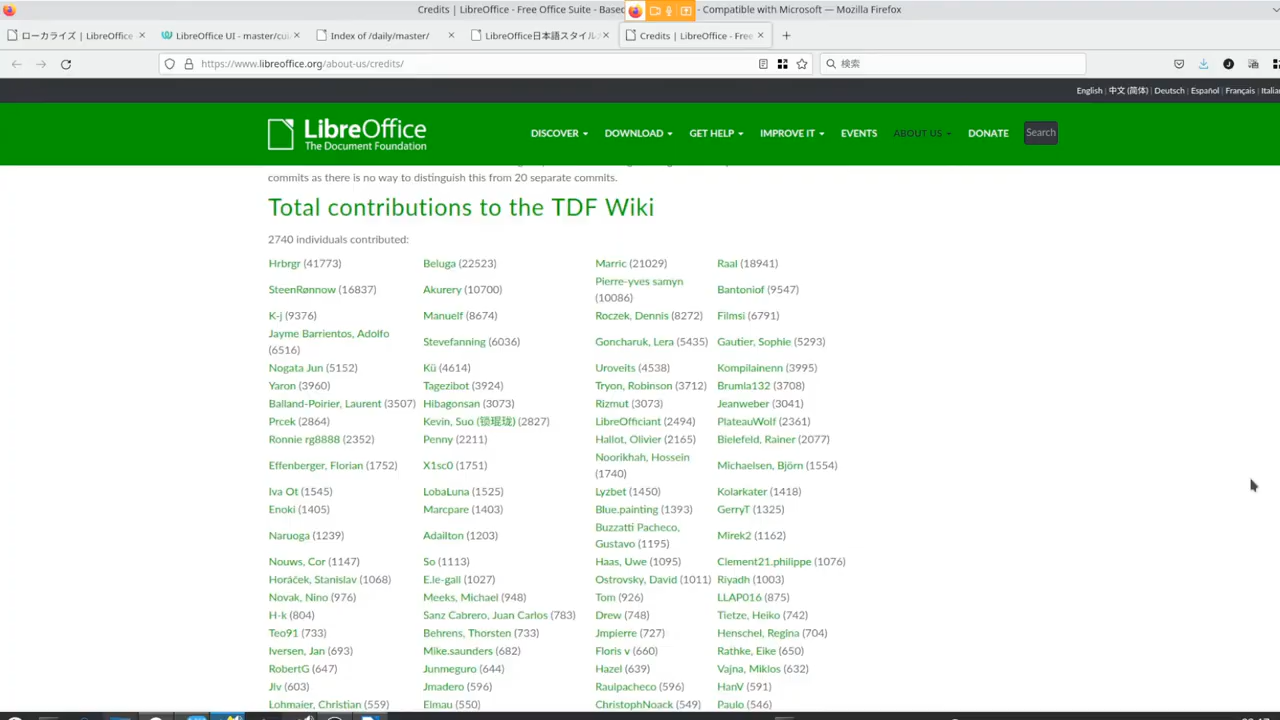 Credits | LibreOffice - Free Office Suite - Based - Compatible with Microsoft — Mozilla Firefox
ローカライズ | LibreOffice
LibreOffice UI - master/cui
Index of /daily/master/
LibreOffice日本語スタイル
Credits | LibreOffice - Free
https://www.libreoffice.org/about-us/credits/
検索
English | 中文 (简体) | Deutsch | Español | Français | Italian
LibreOffice
The Document Foundation
DISCOVER DOWNLOAD GET HELP IMPROVE IT EVENTS ABOUT US DONATE Search
commits as there is no way to distinguish this from 20 separate commits.
Total contributions to the TDF Wiki
2740 individuals contributed:
Hrbrgr (41773) Beluga (22523) Marric (21029) Raal (18941)
SteenRønnow (16837) Akurery (10700) Pierre-yves samyn (10086) Bantoniof (9547)
K-j (9376) Manuelf (8674) Roczek, Dennis (8272) Filmsi (6791)
Jayme Barrientos, Adolfo (6516) Stevefanning (6036) Goncharuk, Lera (5435) Gautier, Sophie (5293)
Nogata Jun (5152) Kü (4614) Uroveits (4538) Kompilainenn (3995)
Yaron (3960) Tagezibot (3924) Tryon, Robinson (3712) Brumla132 (3708)
Balland-Poirier, Laurent (3507) Hibagonsan (3073) Rizmut (3073) Jeanweber (3041)
Prcek (2864) Kevin, Suo (锁琨珑) (2827) LibreOfficiant (2494) PlateauWolf (2361)
Ronnie rg8888 (2352) Penny (2211) Hallot, Olivier (2165) Bielefeld, Rainer (2077)
Effenberger, Florian (1752) X1sc0 (1751) Noorikhah, Hossein (1740) Michaelsen, Björn (1554)
Iva Ot (1545) LobaLuna (1525) Lyzbet (1450) Kolarkater (1418)
Enoki (1405) Marcpare (1403) Blue.painting (1393) GerryT (1325)
Naruoga (1239) Adailton (1203) Buzzatti Pacheco, Gustavo (1195) Mirek2 (1162)
Nouws, Cor (1147) So (1113) Haas, Uwe (1095) Clement21.philippe (1076)
Horáček, Stanislav (1068) E.le-gall (1027) Ostrovsky, David (1011) Riyadh (1003)
Novak, Nino (976) Meeks, Michael (948) Tom (926) LLAP016 (875)
H-k (804) Sanz Cabrero, Juan Carlos (783) Drew (748) Tietze, Heiko (742)
Teo91 (733) Behrens, Thorsten (733) Jmpierre (727) Henschel, Regina (704)
Iversen, Jan (693) Mike.saunders (682) Floris v (660) Rathke, Eike (650)
RobertG (647) Junmeguro (644) Hazel (639) Vajna, Miklos (632)
Jlv (603) Jmadero (596) Raulpacheco (596) HanV (591)
Lohmaier, Christian (559) Elmau (550) ChristophNoack (549) Paulo (546)